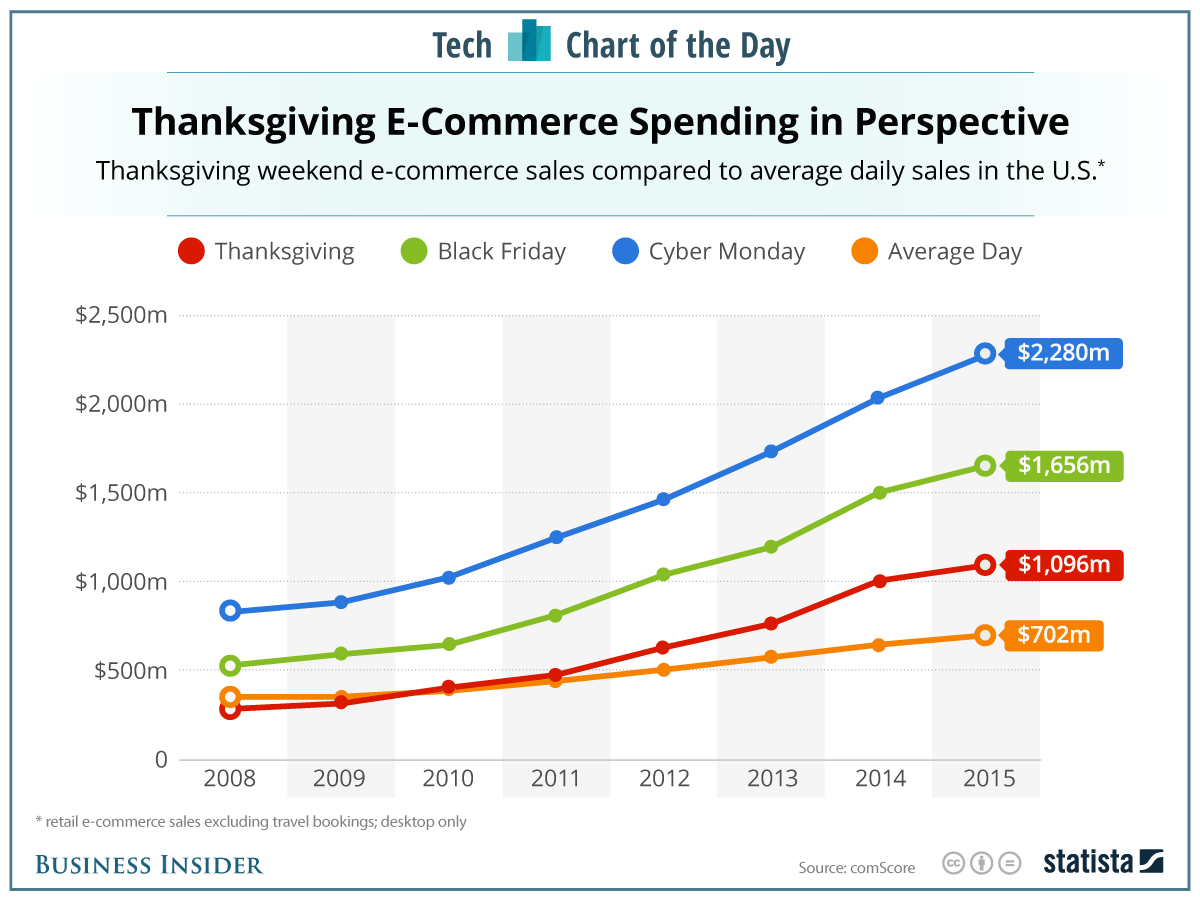 Tech Chart of the Day
Thanksgiving E-Commerce Spending in Perspective
Thanksgiving weekend e-commerce sales compared to average daily sales in the U.S.*
Thanksgiving Black Friday Cyber Monday Average Day
$2,500m
$2,280m
$2,000m
$1,656m
$1,500m
$1,096m
$1,000m
$702m
$500m
0
2008 2009 2010 2011 2012 2013 2014 2015
* retail e-commerce sales excluding travel bookings; desktop only
BUSINESS INSIDER
Source: comScore
cc
statista